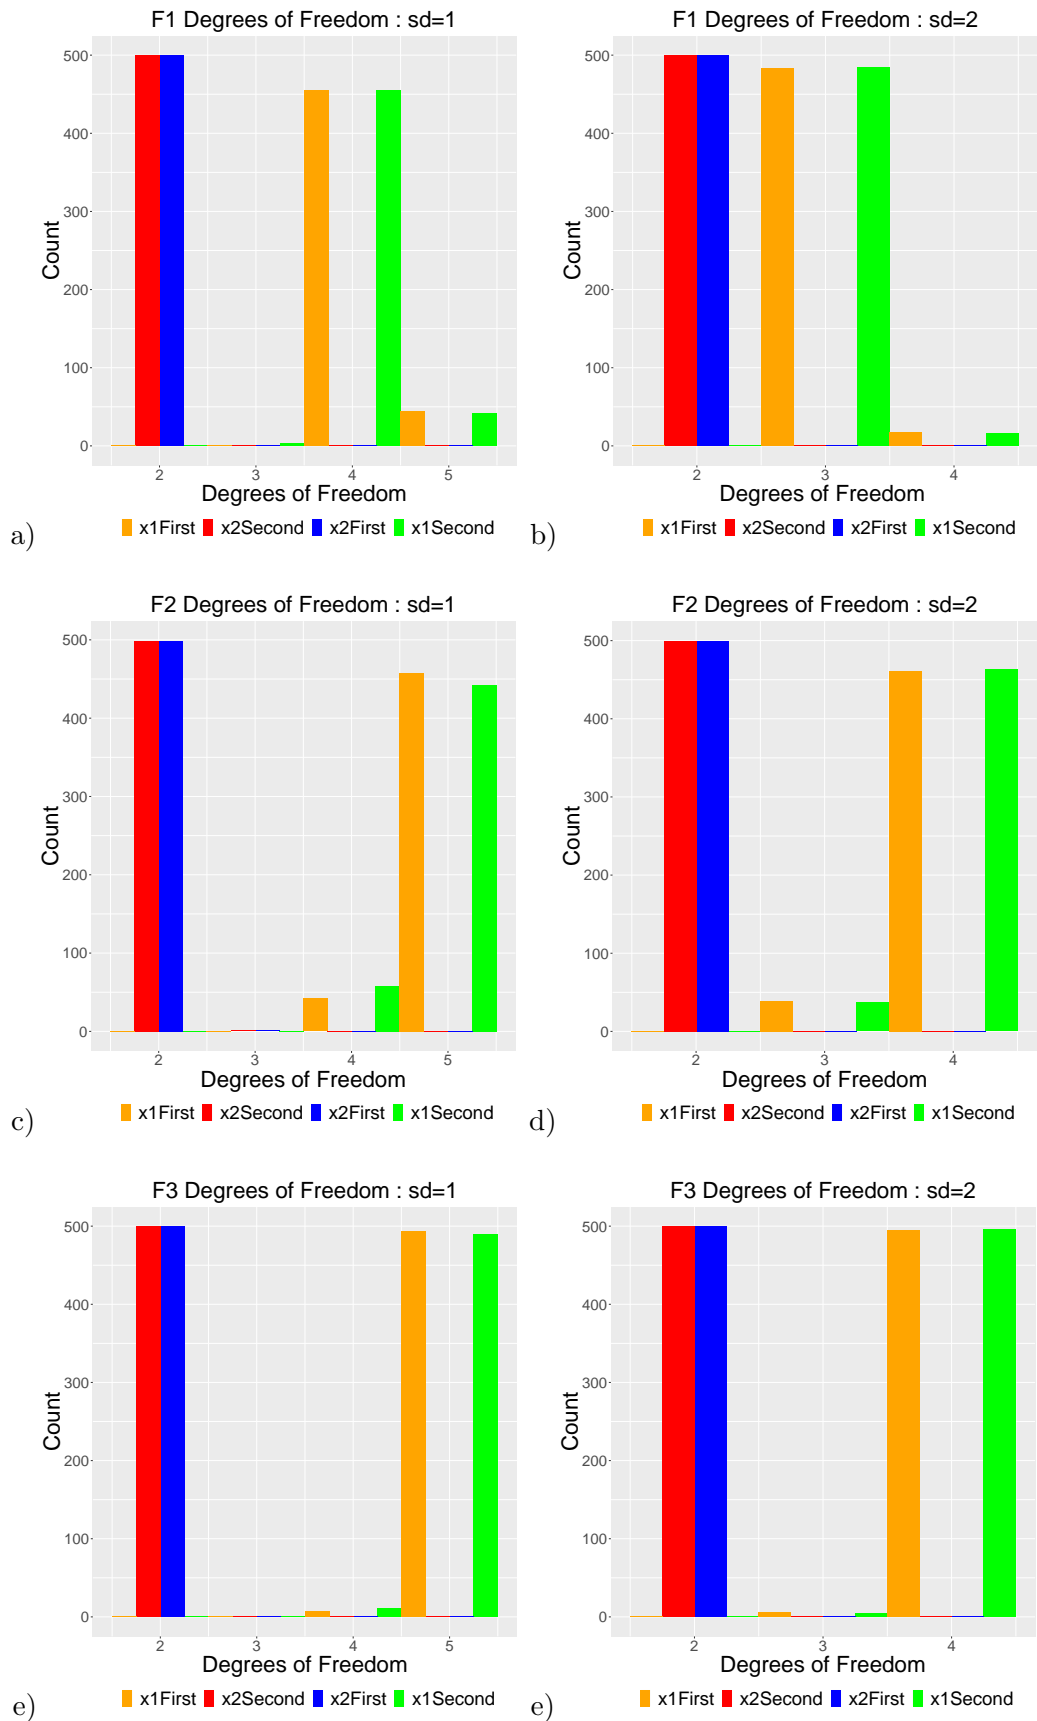 F1 Degrees of Freedom : sd=1
500
400
300
200
100
0
Count
2 3 4 5
Degrees of Freedom
x1First x2Second x2First x1Second
a)
F1 Degrees of Freedom : sd=2
500
400
300
200
100
0
Count
2 3 4
Degrees of Freedom
x1First x2Second x2First x1Second
b)
F2 Degrees of Freedom : sd=1
500
400
300
200
100
0
Count
2 3 4 5
Degrees of Freedom
x1First x2Second x2First x1Second
c)
F2 Degrees of Freedom : sd=2
500
400
300
200
100
0
Count
2 3 4
Degrees of Freedom
x1First x2Second x2First x1Second
d)
F3 Degrees of Freedom : sd=1
500
400
300
200
100
0
Count
2 3 4 5
Degrees of Freedom
x1First x2Second x2First x1Second
e)
F3 Degrees of Freedom : sd=2
500
400
300
200
100
0
Count
2 3 4
Degrees of Freedom
x1First x2Second x2First x1Second
e)